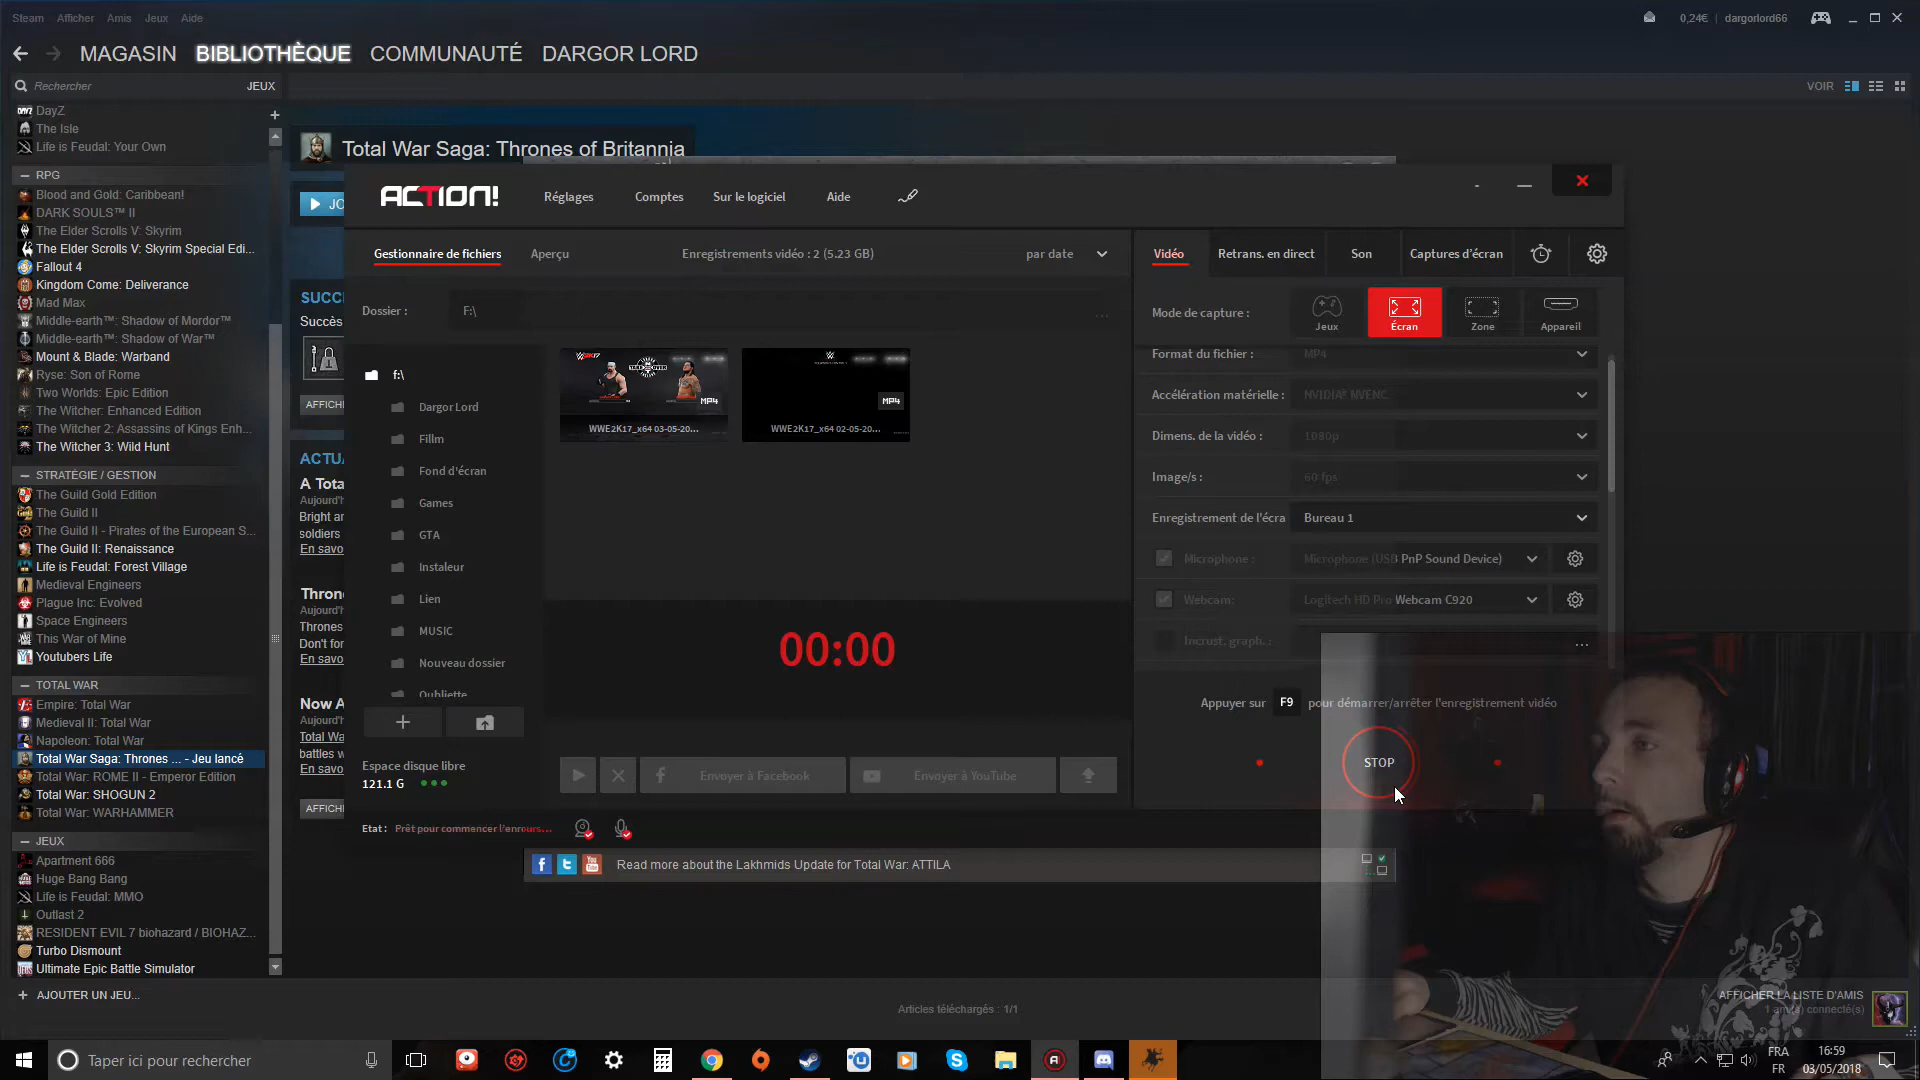 Steam Afficher Amis Jeux Aide
0,24€ dargorlord66
MAGASIN BIBLIOTHÈQUE COMMUNAUTÉ DARGOR LORD
Rechercher JEUX
VOIR
DayZ
The Isle
Life is Feudal: Your Own
RPG
Blood and Gold: Caribbean!
DARK SOULS™ II
The Elder Scrolls V: Skyrim
The Elder Scrolls V: Skyrim Special Edi...
Fallout 4
Kingdom Come: Deliverance
Mad Max
Middle-earth™: Shadow of Mordor™
Middle-earth™: Shadow of War™
Mount & Blade: Warband
Ryse: Son of Rome
Two Worlds: Epic Edition
The Witcher: Enhanced Edition
The Witcher 2: Assassins of Kings Enh...
The Witcher 3: Wild Hunt
STRATÉGIE / GESTION
The Guild Gold Edition
The Guild II
The Guild II - Pirates of the European S...
The Guild II: Renaissance
Life is Feudal: Forest Village
Medieval Engineers
Plague Inc: Evolved
Space Engineers
This War of Mine
Youtubers Life
TOTAL WAR
Empire: Total War
Medieval II: Total War
Napoleon: Total War
Total War Saga: Thrones ... - Jeu lancé
Total War: ROME II - Emperor Edition
Total War: SHOGUN 2
Total War: WARHAMMER
JEUX
Apartment 666
Huge Bang Bang
Life is Feudal: MMO
Outlast 2
RESIDENT EVIL 7 biohazard / BIOHAZ...
Turbo Dismount
Ultimate Epic Battle Simulator
AJOUTER UN JEU...
Total War Saga: Thrones of Britannia
JO
SUCC
Succès
AFFICHE
ACTUA
A Tota
Aujourd'h
Bright an
soldiers
En savo
Thron
Aujourd'h
Thrones
Don't for
En savo
Now A
Aujourd'h
Total Wa
battles w
En savo
AFFICHE
ACTION!
Réglages Comptes Sur le logiciel Aide
Gestionnaire de fichiers Aperçu Enregistrements vidéo : 2 (5.23 GB) par date
Dossier : F:\ ...
f:\
Dargor Lord
Fillm
Fond d'écran
Games
GTA
Instaleur
Lien
MUSIC
Nouveau dossier
Oubliette
Espace disque libre
121.1 G
MP4
WWE2K17_x64 03-05-20...
MP4
WWE2K17_x64 02-05-20...
00:00
Envoyer à Facebook Envoyer à YouTube
Etat : Prêt pour commencer l'enrours...
Vidéo Retrans. en direct Son Captures d'écran
Mode de capture : Jeux Écran Zone Appareil
Format du fichier : MP4
Accélération matérielle : NVIDIA® NVENC
Dimens. de la vidéo : 1080p
Image/s : 60 fps
Enregistrement de l'écra Bureau 1
Microphone : Microphone (USB PnP Sound Device)
Webcam: Logitech HD Pro Webcam C920
Incrust. graph. : ...
Appuyer sur F9 pour démarrer/arrêter l'enregistrement vidéo
STOP
Read more about the Lakhmids Update for Total War: ATTILA
Articles téléchargés : 1/1
AFFICHER LA LISTE D'AMIS
1 ami(s) connecté(s)
Taper ici pour rechercher
FRA
FR
16:59
03/05/2018